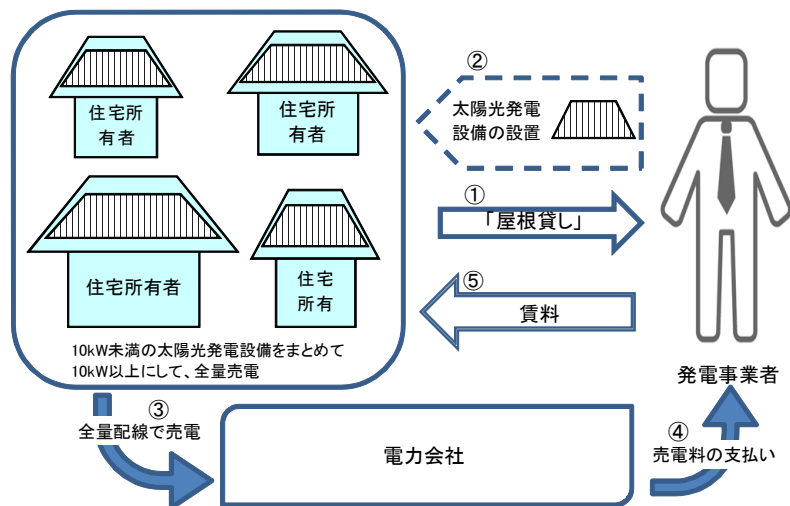 住宅所
有者
住宅所
有者
住宅所有者
住宅
所有
10kW未満の太陽光発電設備をまとめて
10kW以上にして、全量売電
②
太陽光発電
設備の設置
①
「屋根貸し」
⑤
賃料
発電事業者
③
全量配線で売電
電力会社
④
売電料の支払い